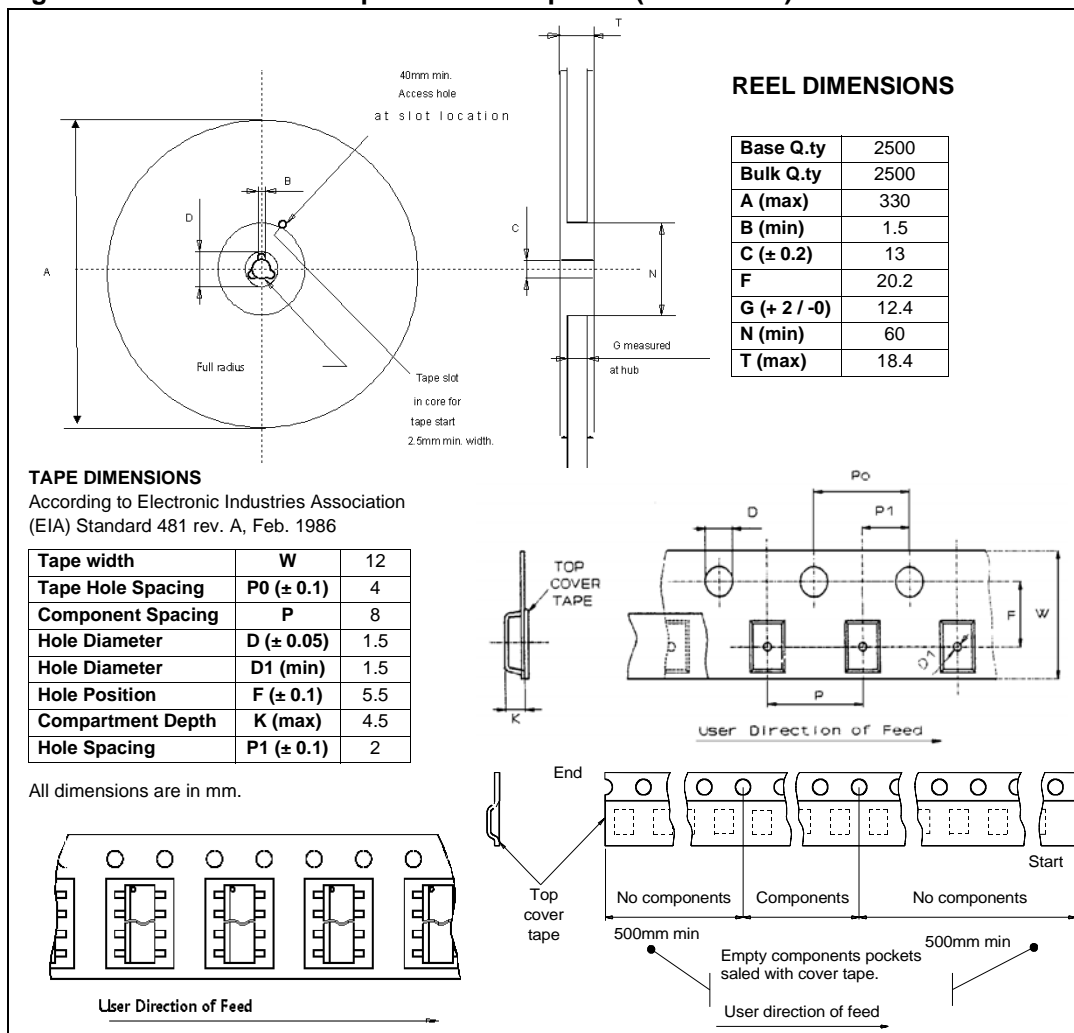 T
40mm min.
Access hole
at slot location
B
D
A
C
N
G measured
at hub
Full radius
Tape slot
in core for
tape start
2.5mm min. width.
REEL DIMENSIONS
Base Q.ty 2500
Bulk Q.ty 2500
A (max) 330
B (min) 1.5
C (± 0.2) 13
F 20.2
G (+ 2 / -0) 12.4
N (min) 60
T (max) 18.4
TAPE DIMENSIONS
According to Electronic Industries Association
(EIA) Standard 481 rev. A, Feb. 1986
Tape width W 12
Tape Hole Spacing P0 (± 0.1) 4
Component Spacing P 8
Hole Diameter D (± 0.05) 1.5
Hole Diameter D1 (min) 1.5
Hole Position F (± 0.1) 5.5
Compartment Depth K (max) 4.5
Hole Spacing P1 (± 0.1) 2
All dimensions are in mm.
Po
D
P1
TOP
COVER
TAPE
F
W
D1
K
P
User Direction of Feed
End
Start
Top
cover
tape
No components
Components
No components
500mm min
500mm min
Empty components pockets
saled with cover tape.
User direction of feed
User Direction of Feed